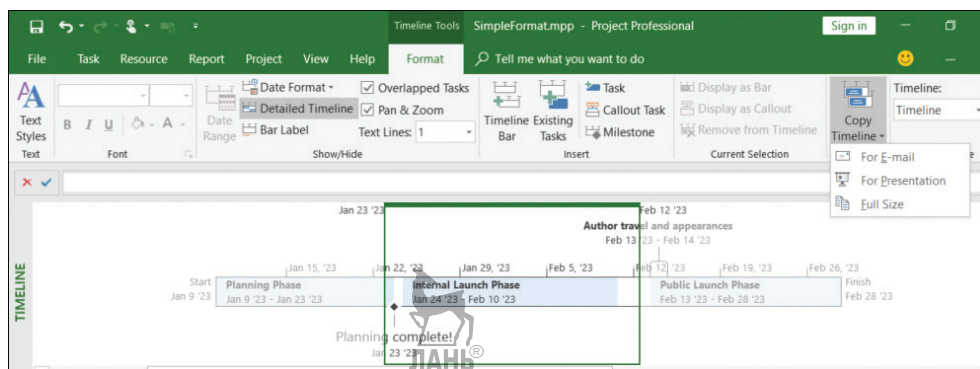 Timeline Tools SimpleFormat.mpp - Project Professional Sign in
File Task Resource Report Project View Help Format Tell me what you want to do
Text Styles
B I U A
Text
Font
Date Range
Date Format
Detailed Timeline
Bar Label
Overlapped Tasks
Pan & Zoom
Text Lines: 1
Show/Hide
Timeline Bar
Existing Tasks
Task
Callout Task
Milestone
Insert
Display as Bar
Display as Callout
Remove from Timeline
Current Selection
Copy Timeline
Timeline:
Timeline
For E-mail
For Presentation
Full Size
TIMELINE
Jan 23 '23 Feb 12 '23
Author travel and appearances
Feb 13 '23 - Feb 14 '23
Jan 15, '23 Jan 22, '23 Jan 29, '23 Feb 5, '23 Feb 12, '23 Feb 19, '23 Feb 26, '23
Start
Jan 9 '23
Planning Phase
Jan 9 '23 - Jan 23 '23
Internal Launch Phase
Jan 24 '23 - Feb 10 '23
Public Launch Phase
Feb 13 '23 - Feb 28 '23
Finish
Feb 28 '23
Planning complete!
Jan 23 '23
ЛАНЬ®